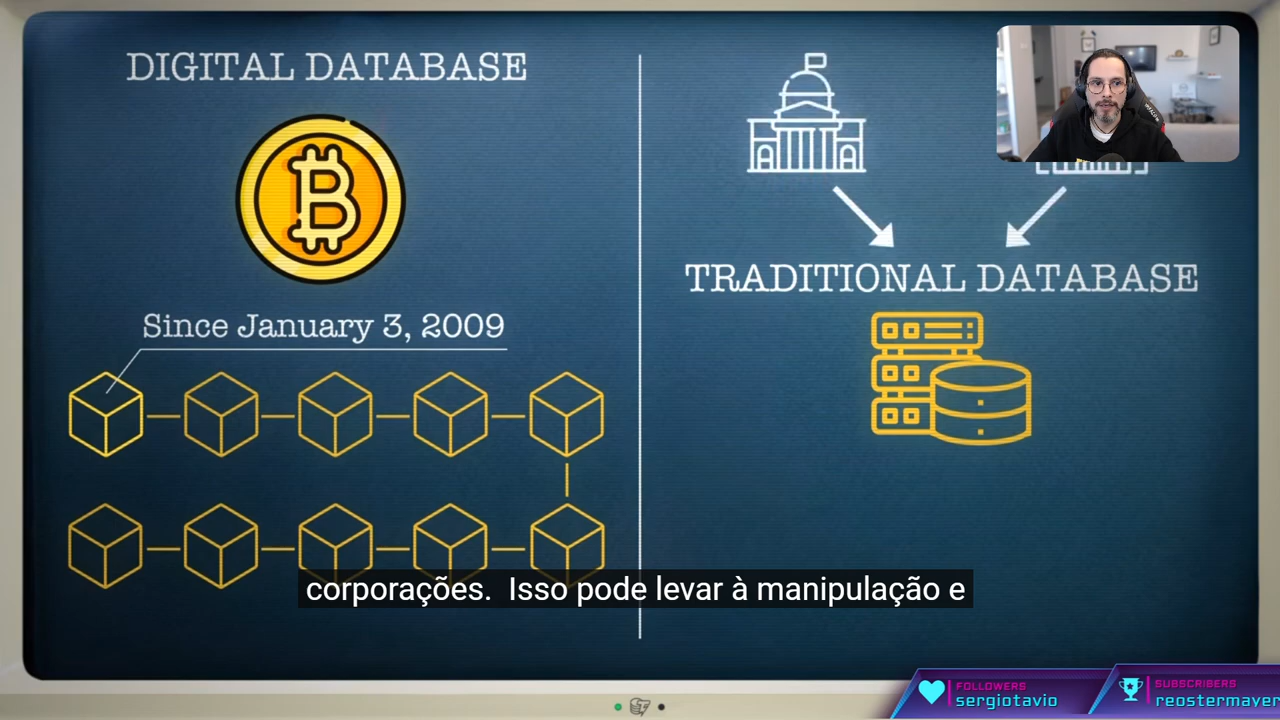 DIGITAL DATABASE
Since January 3, 2009
TRADITIONAL DATABASE
corporações. Isso pode levar à manipulação e
FOLLOWERS
sergiotavio
SUBSCRIBERS
reostermayer